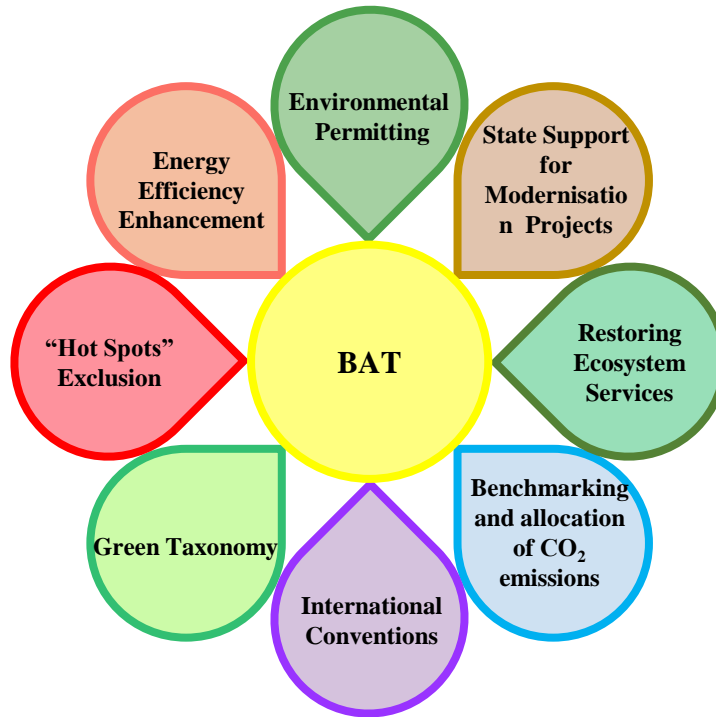 Environmental
Permitting
State Support
for
Modernisatio
n Projects
Energy
Efficiency
Enhancement
“Hot Spots”
Exclusion
BAT
Restoring
Ecosystem
Services
Green Taxonomy
Benchmarking
and allocation
of CO₂
emissions
International
Conventions